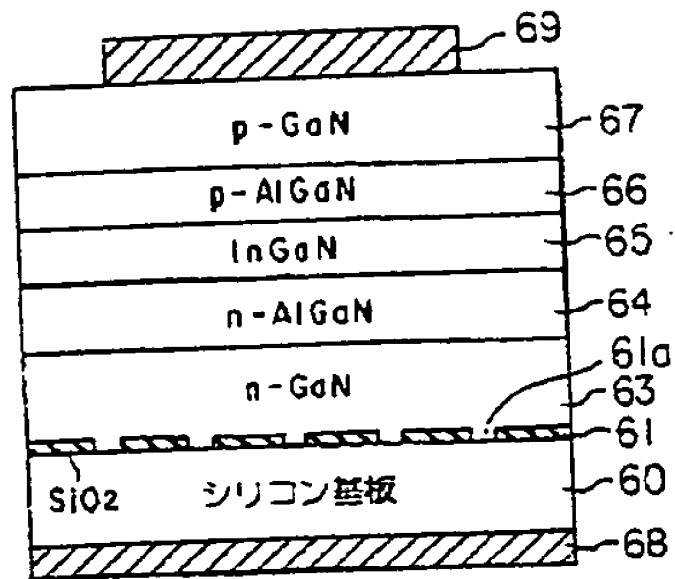 69
p-GaN 67
p-AlGaN 66
InGaN 65
n-AlGaN 64
61a
n-GaN 63
61
SiO2 シリコン基板 60
68